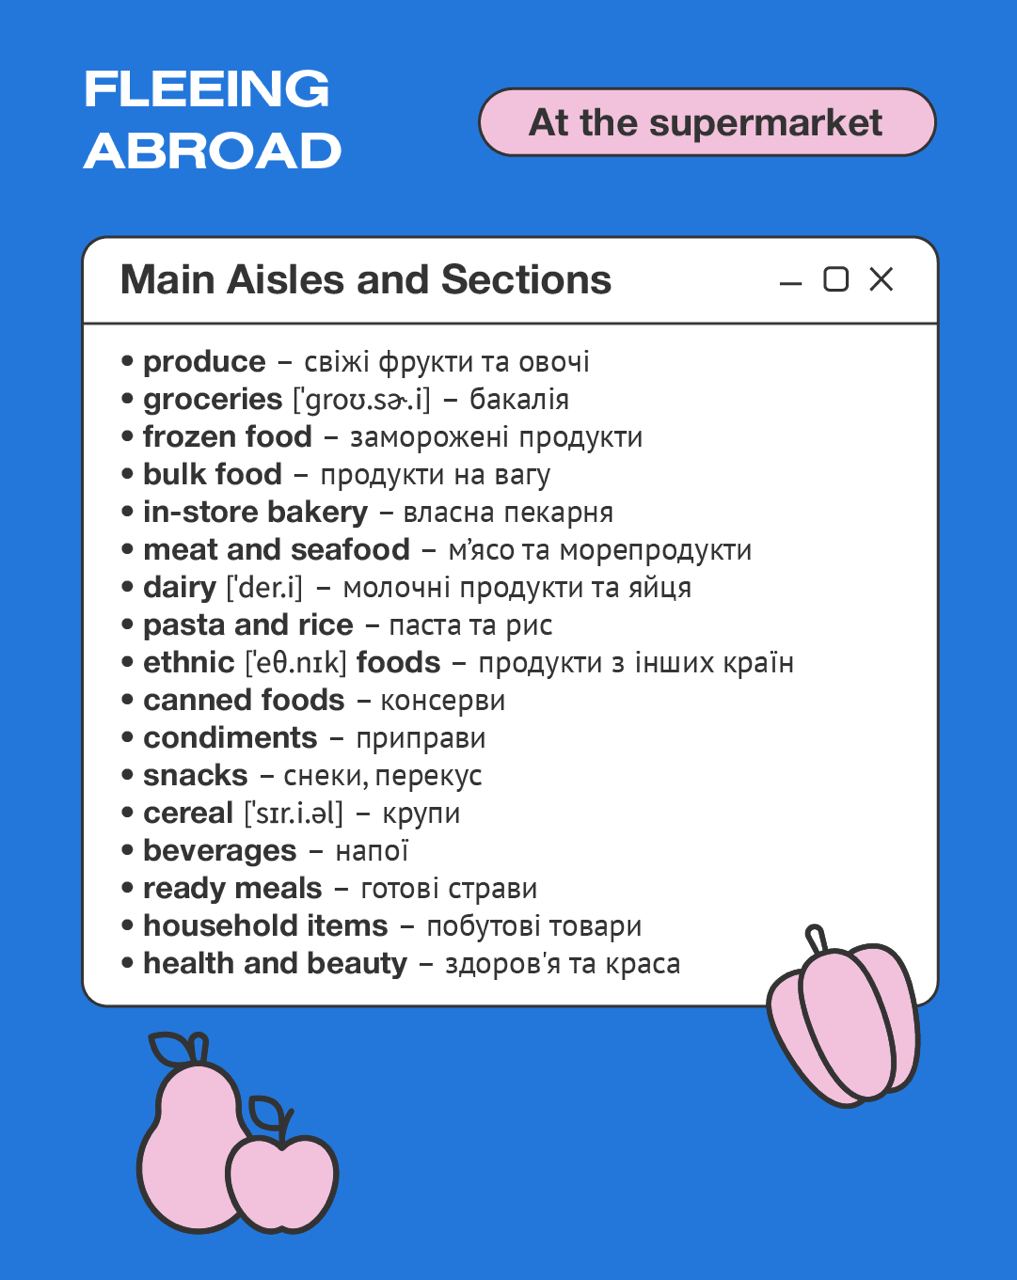 FLEEING
ABROAD
At the supermarket
Main Aisles and Sections
• produce – свіжі фрукти та овочі
• groceries [ˈɡroʊ.sɚ.i] – бакалія
• frozen food – заморожені продукти
• bulk food – продукти на вагу
• in-store bakery – власна пекарня
• meat and seafood – м’ясо та морепродукти
• dairy [ˈder.i] – молочні продукти та яйця
• pasta and rice – паста та рис
• ethnic [ˈeθ.nɪk] foods – продукти з інших країн
• canned foods – консерви
• condiments – приправи
• snacks – снеки, перекус
• cereal [ˈsɪr.i.əl] – крупи
• beverages – напої
• ready meals – готові страви
• household items – побутові товари
• health and beauty – здоров'я та краса